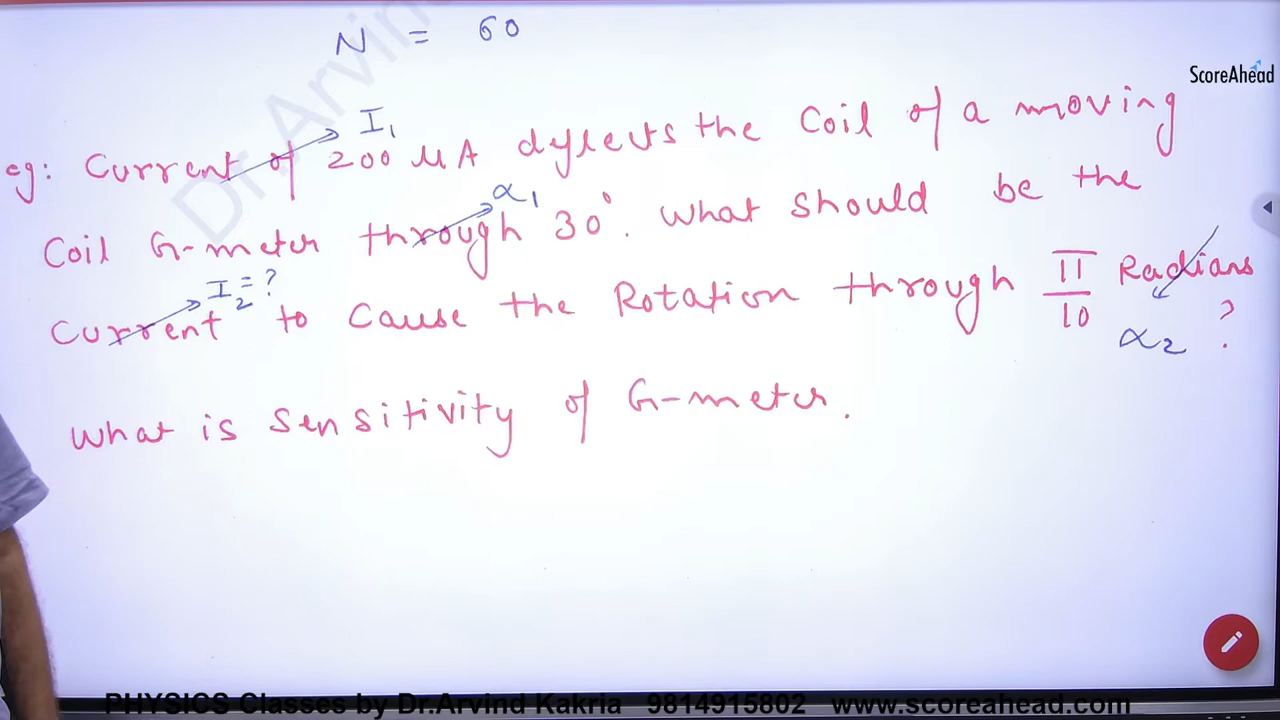 N = 60
ScoreAhead
I₁
eg: Current of 200 μA deflects the Coil of a moving
α₁
Coil G-meter through 30°. What should be the
I₂ = ?
Current to cause the Rotation through π/10 Radians ?
α₂
What is Sensitivity of G-meter.
Dr. Arvin
PHYSICS Classes by Dr.Arvind Kakria 9814915802 www.scoreahead.com